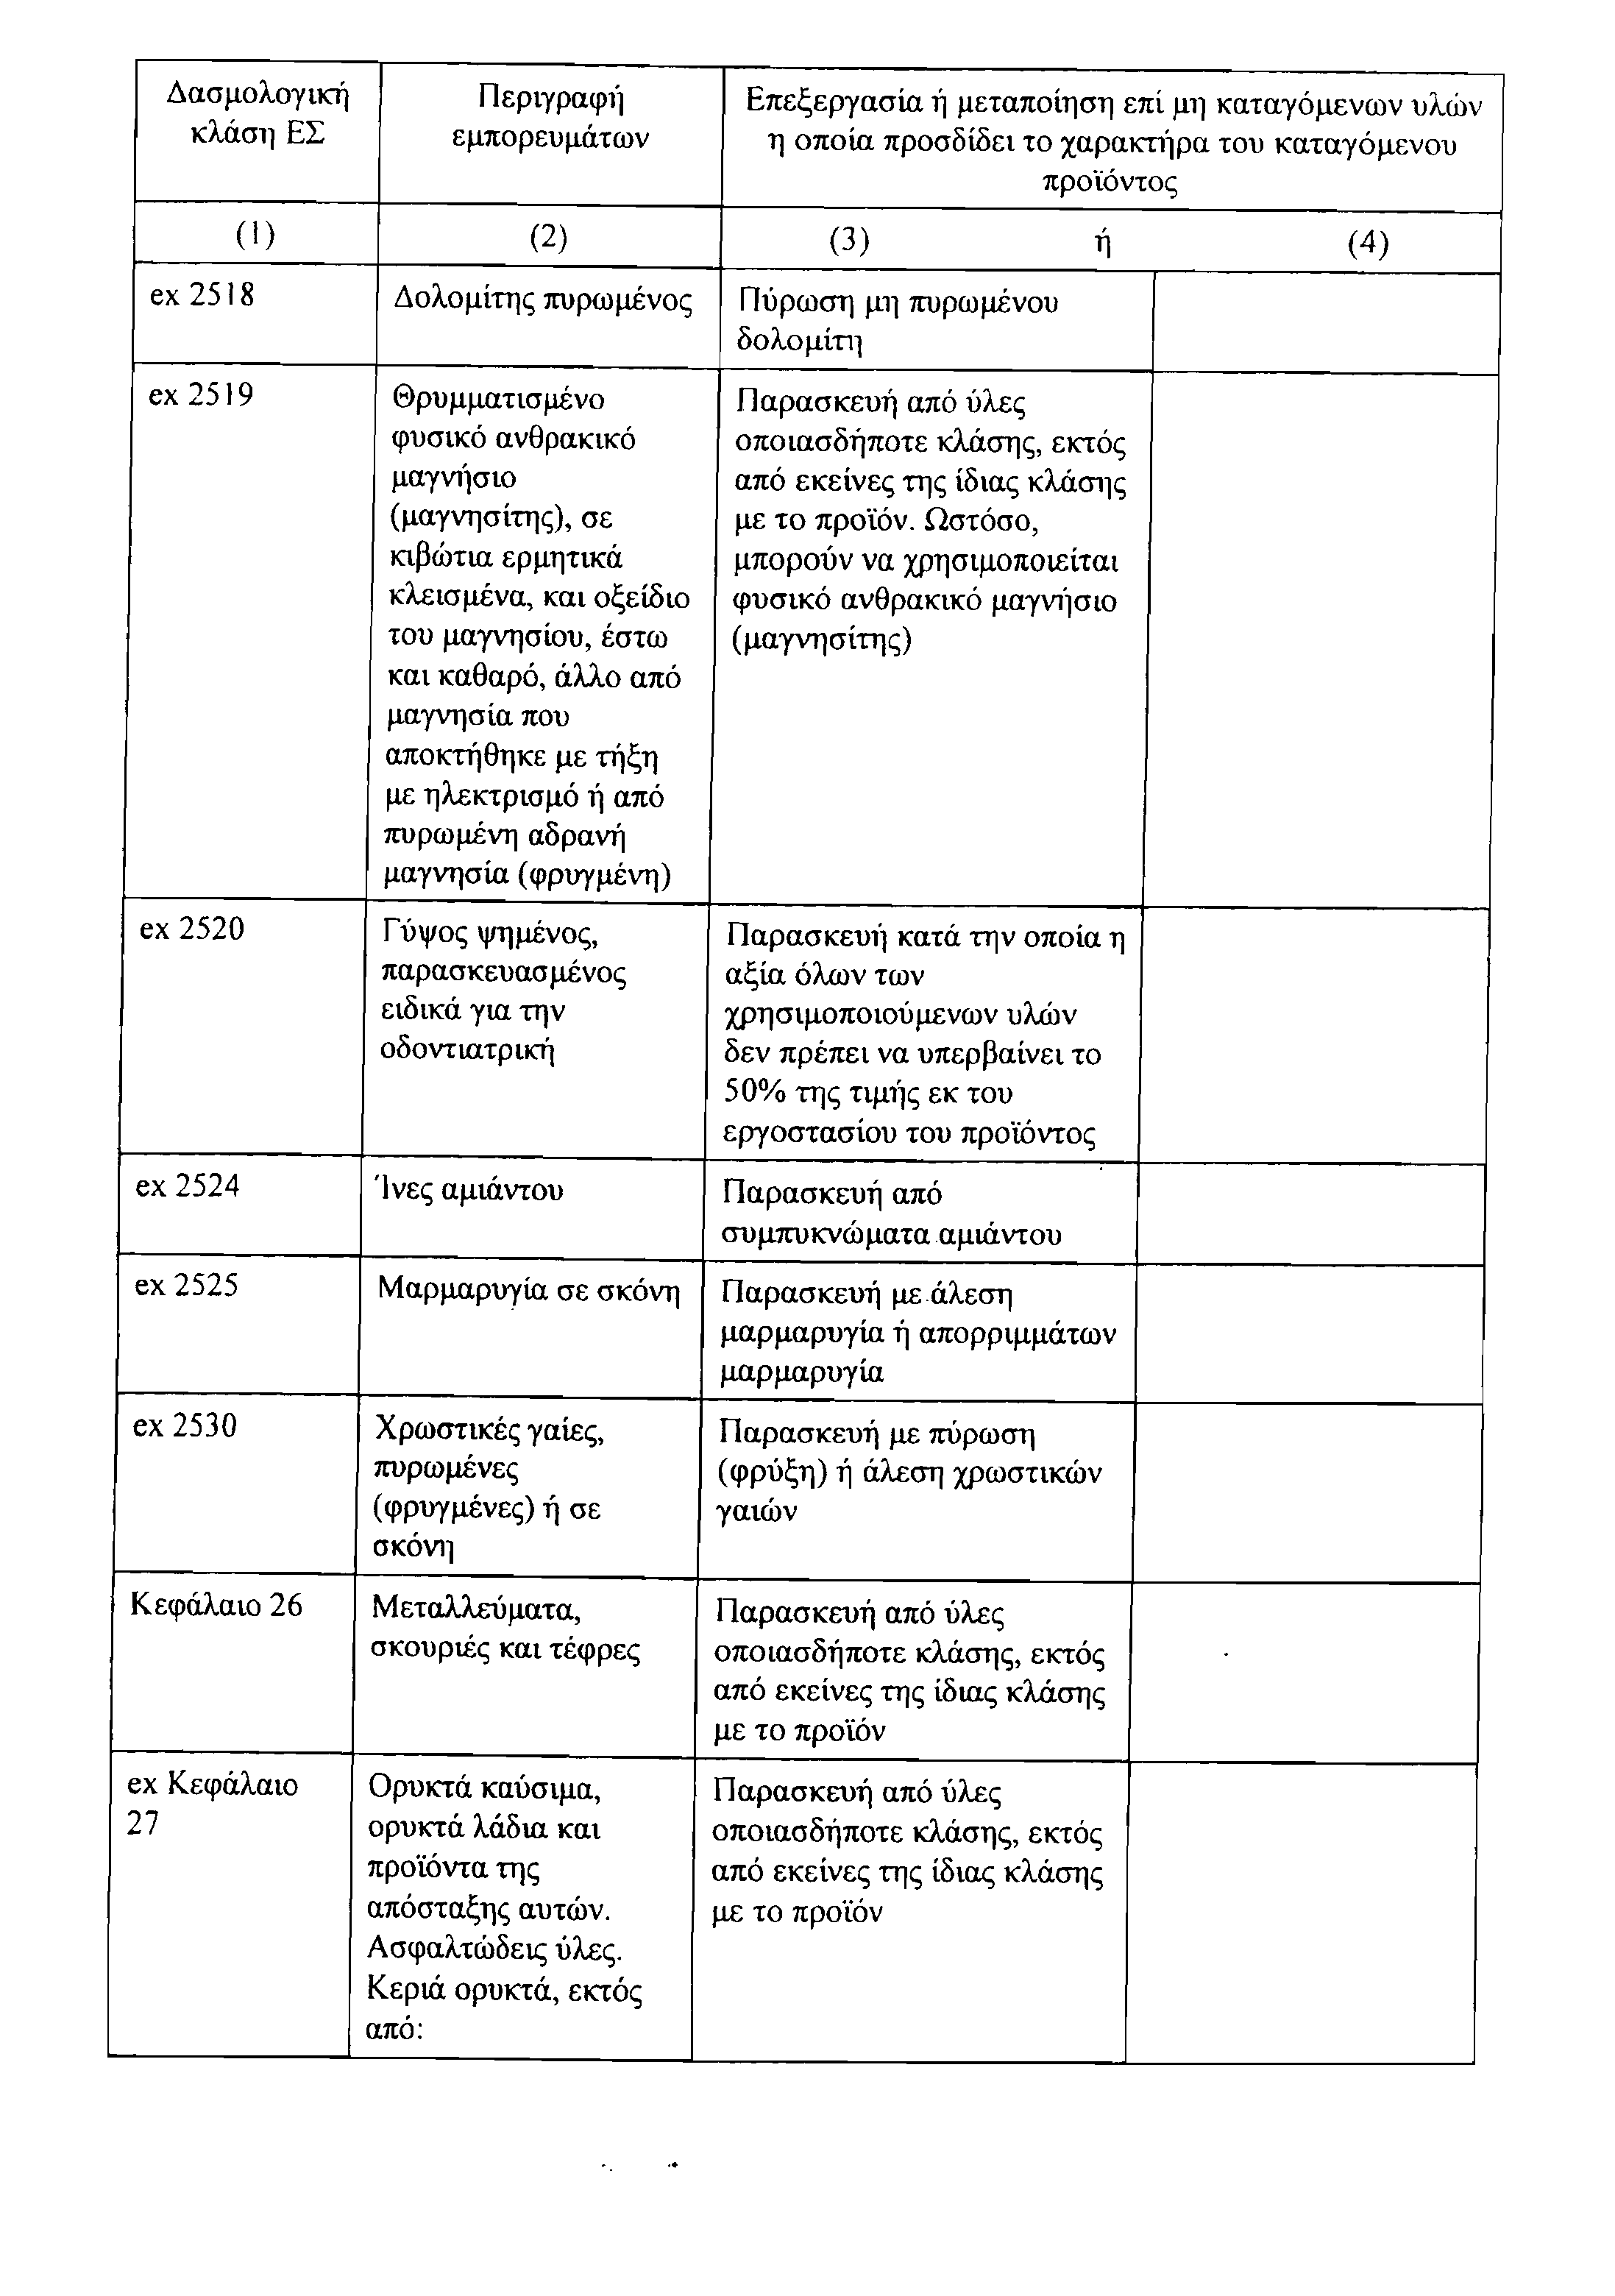 Δασμολογική
κλάση ΕΣ
Περιγραφή
εμπορευμάτων
Επεξεργασία ή μεταποίηση επί μη καταγόμενων υλών
η οποία προσδίδει το χαρακτήρα του καταγόμενου
προϊόντος
(1)
(2)
(3) ή (4)
ex 2518
Δολομίτης πυρωμένος
Πύρωση μη πυρωμένου
δολομίτη
ex 2519
Θρυμματισμένο
φυσικό ανθρακικό
μαγνήσιο
(μαγνησίτης), σε
κιβώτια ερμητικά
κλεισμένα, και οξείδιο
του μαγνησίου, έστω
και καθαρό, άλλο από
μαγνησία που
αποκτήθηκε με τήξη
με ηλεκτρισμό ή από
πυρωμένη αδρανή
μαγνησία (φρυγμένη)
Παρασκευή από ύλες
οποιασδήποτε κλάσης, εκτός
από εκείνες της ίδιας κλάσης
με το προϊόν. Ωστόσο,
μπορούν να χρησιμοποιείται
φυσικό ανθρακικό μαγνήσιο
(μαγνησίτης)
ex 2520
Γύψος ψημένος,
παρασκευασμένος
ειδικά για την
οδοντιατρική
Παρασκευή κατά την οποία η
αξία όλων των
χρησιμοποιούμενων υλών
δεν πρέπει να υπερβαίνει το
50% της τιμής εκ του
εργοστασίου του προϊόντος
ex 2524
Ίνες αμιάντου
Παρασκευή από
συμπυκνώματα αμιάντου
ex 2525
Μαρμαρυγία σε σκόνη
Παρασκευή με άλεση
μαρμαρυγία ή απορριμμάτων
μαρμαρυγία
ex 2530
Χρωστικές γαίες,
πυρωμένες
(φρυγμένες) ή σε
σκόνη
Παρασκευή με πύρωση
(φρύξη) ή άλεση χρωστικών
γαιών
Κεφάλαιο 26
Μεταλλεύματα,
σκουριές και τέφρες
Παρασκευή από ύλες
οποιασδήποτε κλάσης, εκτός
από εκείνες της ίδιας κλάσης
με το προϊόν
ex Κεφάλαιο
27
Ορυκτά καύσιμα,
ορυκτά λάδια και
προϊόντα της
απόσταξης αυτών.
Ασφαλτώδεις ύλες.
Κεριά ορυκτά, εκτός
από:
Παρασκευή από ύλες
οποιασδήποτε κλάσης, εκτός
από εκείνες της ίδιας κλάσης
με το προϊόν